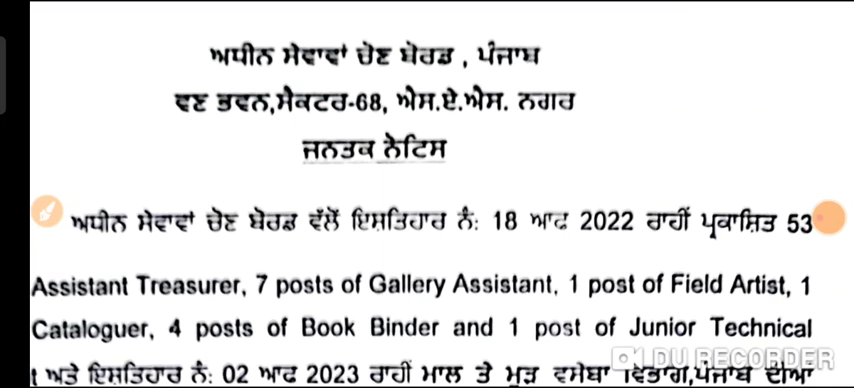 ਅਧੀਨ ਸੇਵਾਵਾਂ ਚੋਣ ਬੋਰਡ , ਪੰਜਾਬ
ਵਣ ਭਵਨ,ਸੈਕਟਰ-68, ਐਸ.ਏ.ਐਸ. ਨਗਰ
ਜਨਤਕ ਨੋਟਿਸ
ਅਧੀਨ ਸੇਵਾਵਾਂ ਚੋਣ ਬੋਰਡ ਵੱਲੋਂ ਇਸ਼ਤਿਹਾਰ ਨੰ: 18 ਆਫ 2022 ਰਾਹੀਂ ਪ੍ਰਕਾਸ਼ਿਤ 53
Assistant Treasurer, 7 posts of Gallery Assistant, 1 post of Field Artist, 1
Cataloguer, 4 posts of Book Binder and 1 post of Junior Technical
ਅਤੇ ਇਸ਼ਤਿਹਾਰ ਨੰ: 02 ਆਫ 2023 ਰਾਹੀਂ ਮਾਲ ਤੇ ਮੁੜ ਵਸੇਬਾ ਵਿਭਾਗ,ਪੰਜਾਬ ਦੀਆਂ
DU RECORDER